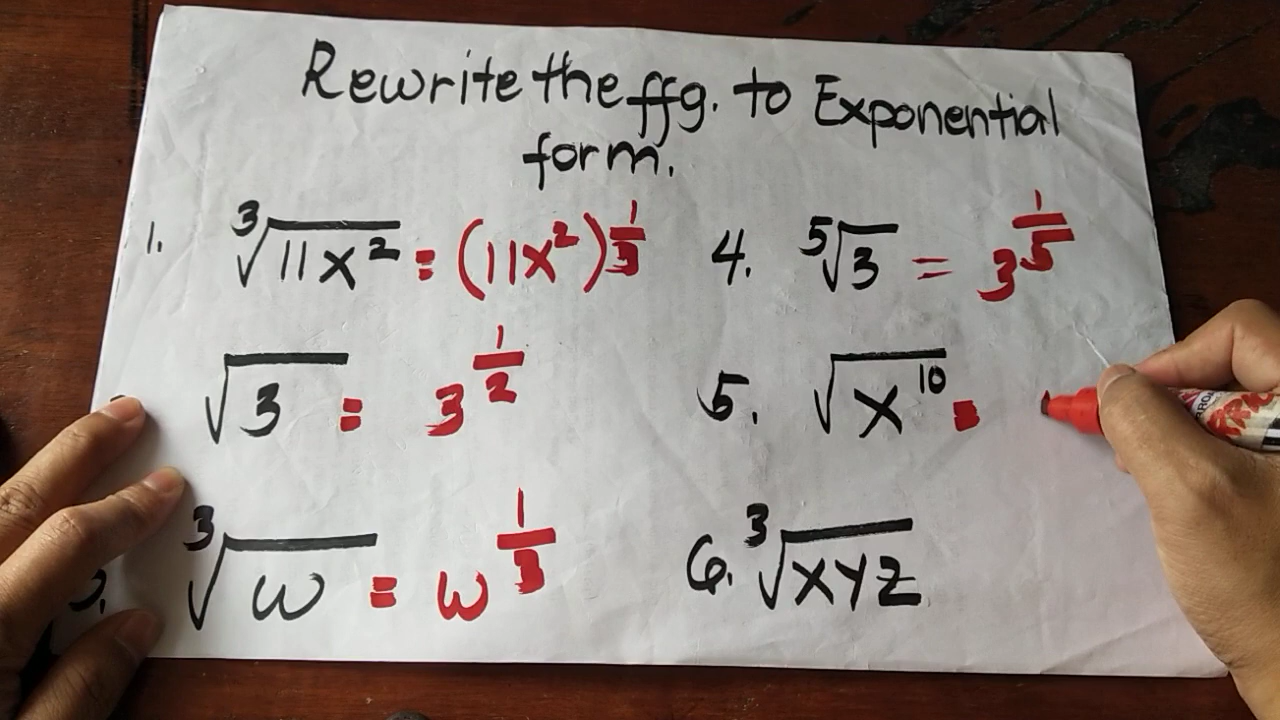 Rewrite the ffg. to Exponential
form.
1. ∛11x² = (11x²)^1/3
√3 = 3^1/2
∛w = w^1/3
4. ⁵√3 = 3^1/5
5. √x¹⁰ =
6. ∛xyz